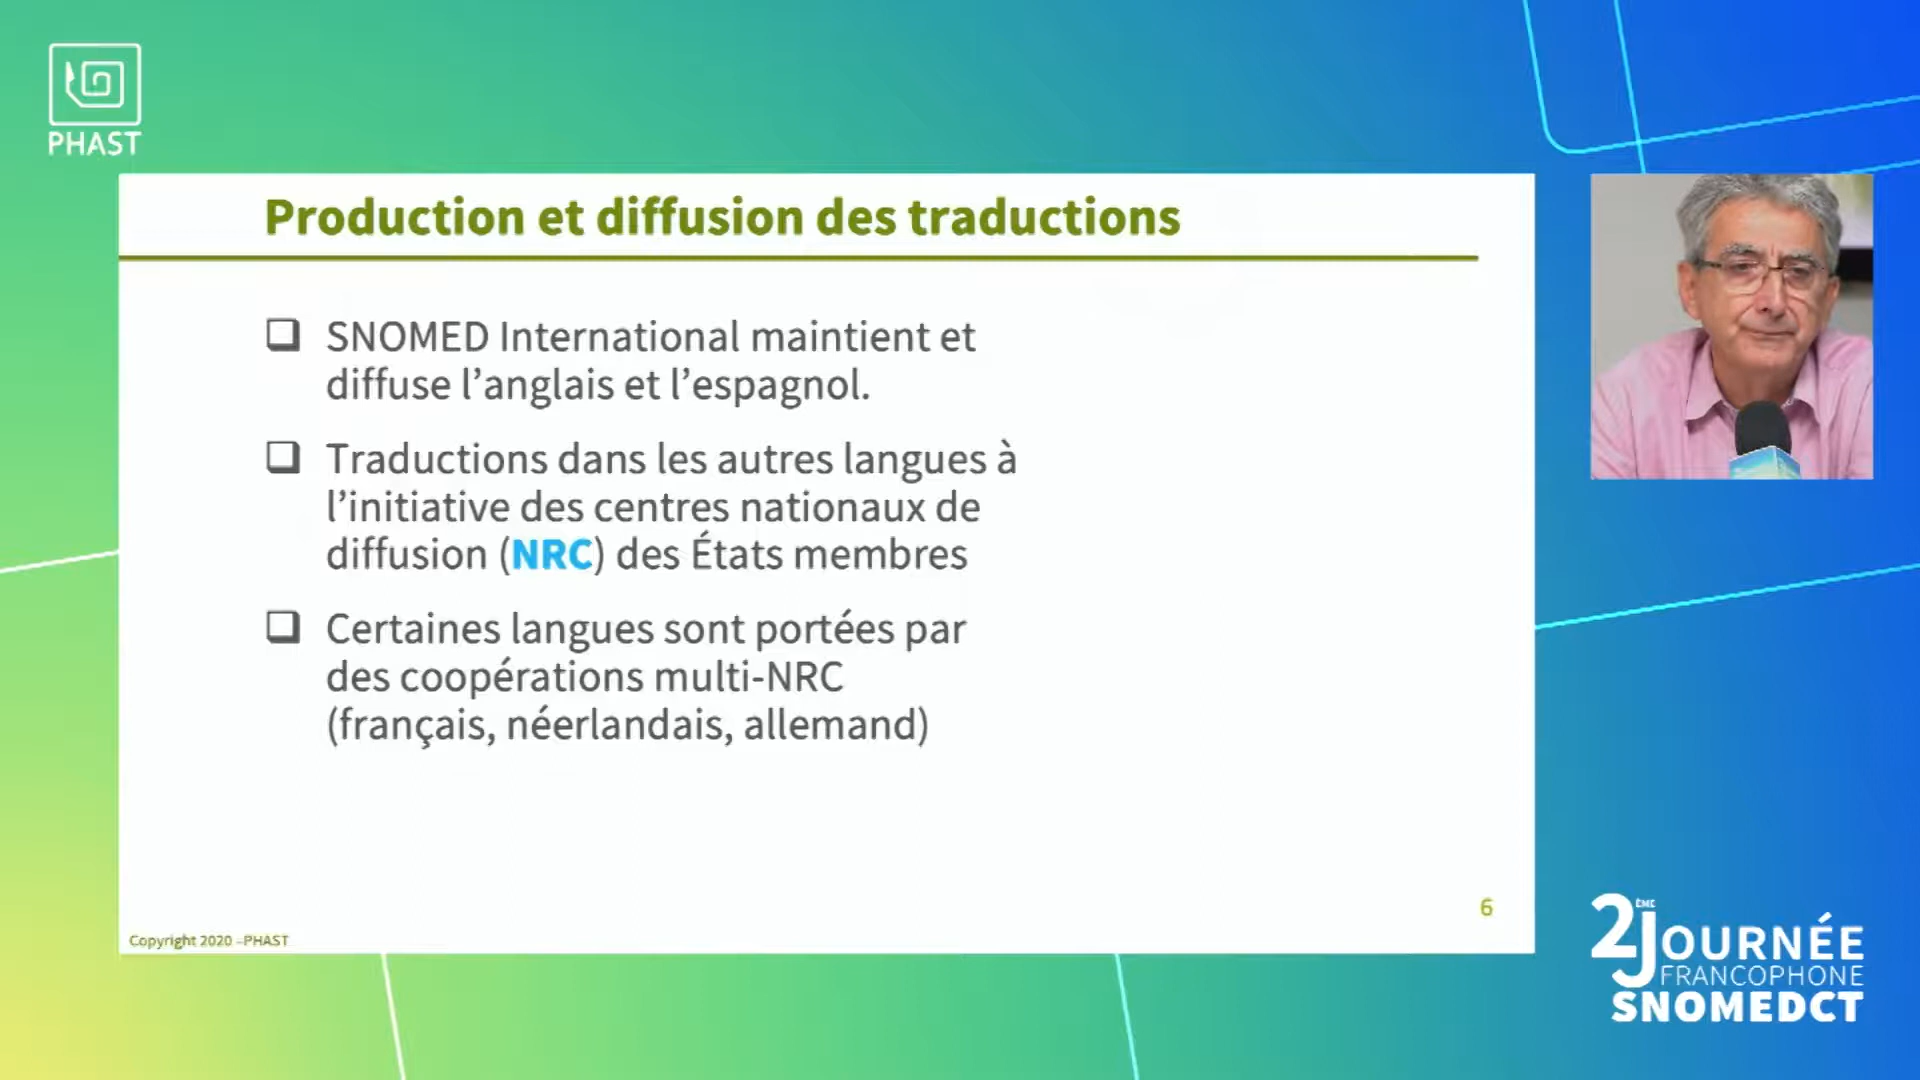 PHAST
Production et diffusion des traductions
❑ SNOMED International maintient et
diffuse l’anglais et l’espagnol.
❑ Traductions dans les autres langues à
l’initiative des centres nationaux de
diffusion (NRC) des États membres
❑ Certaines langues sont portées par
des coopérations multi-NRC
(français, néerlandais, allemand)
6
Copyright 2020 –PHAST
2ÈME JOURNÉE
FRANCOPHONE
SNOMEDCT